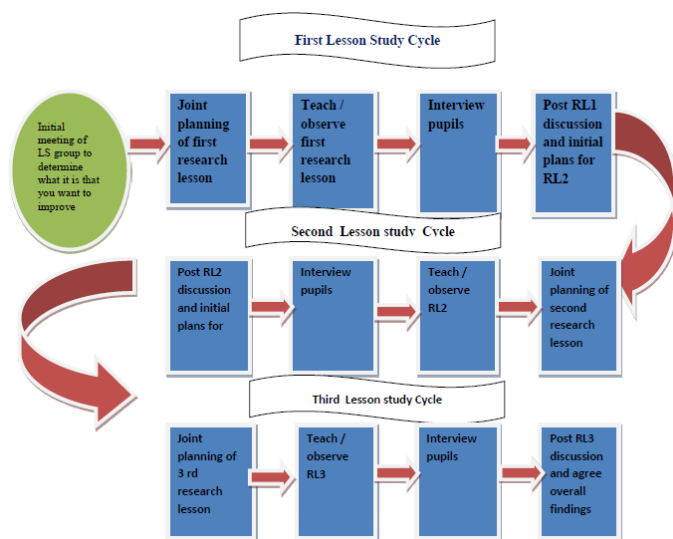 First Lesson Study Cycle
Initial
meeting of
LS group to
determine
what it is that
you want to
improve
Joint
planning
of first
research
lesson
Teach /
observe
first
research
lesson
Interview
pupils
Post RL1
discussion
and initial
plans for
RL2
Second Lesson study Cycle
Post RL2
discussion
and initial
plans for
Interview
pupils
Teach /
observe
RL2
Joint
planning of
second
research
lesson
Third Lesson study Cycle
Joint
planning of
3 rd
research
lesson
Teach /
observe
RL3
Interview
pupils
Post RL3
discussion
and agree
overall
findings